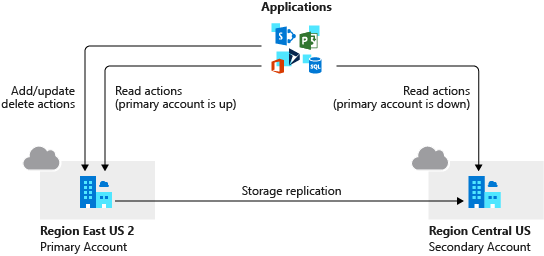 Applications
Add/update
delete actions
Read actions
(primary account is up)
Read actions
(primary account is down)
Storage replication
Region East US 2
Primary Account
Region Central US
Secondary Account
SQL